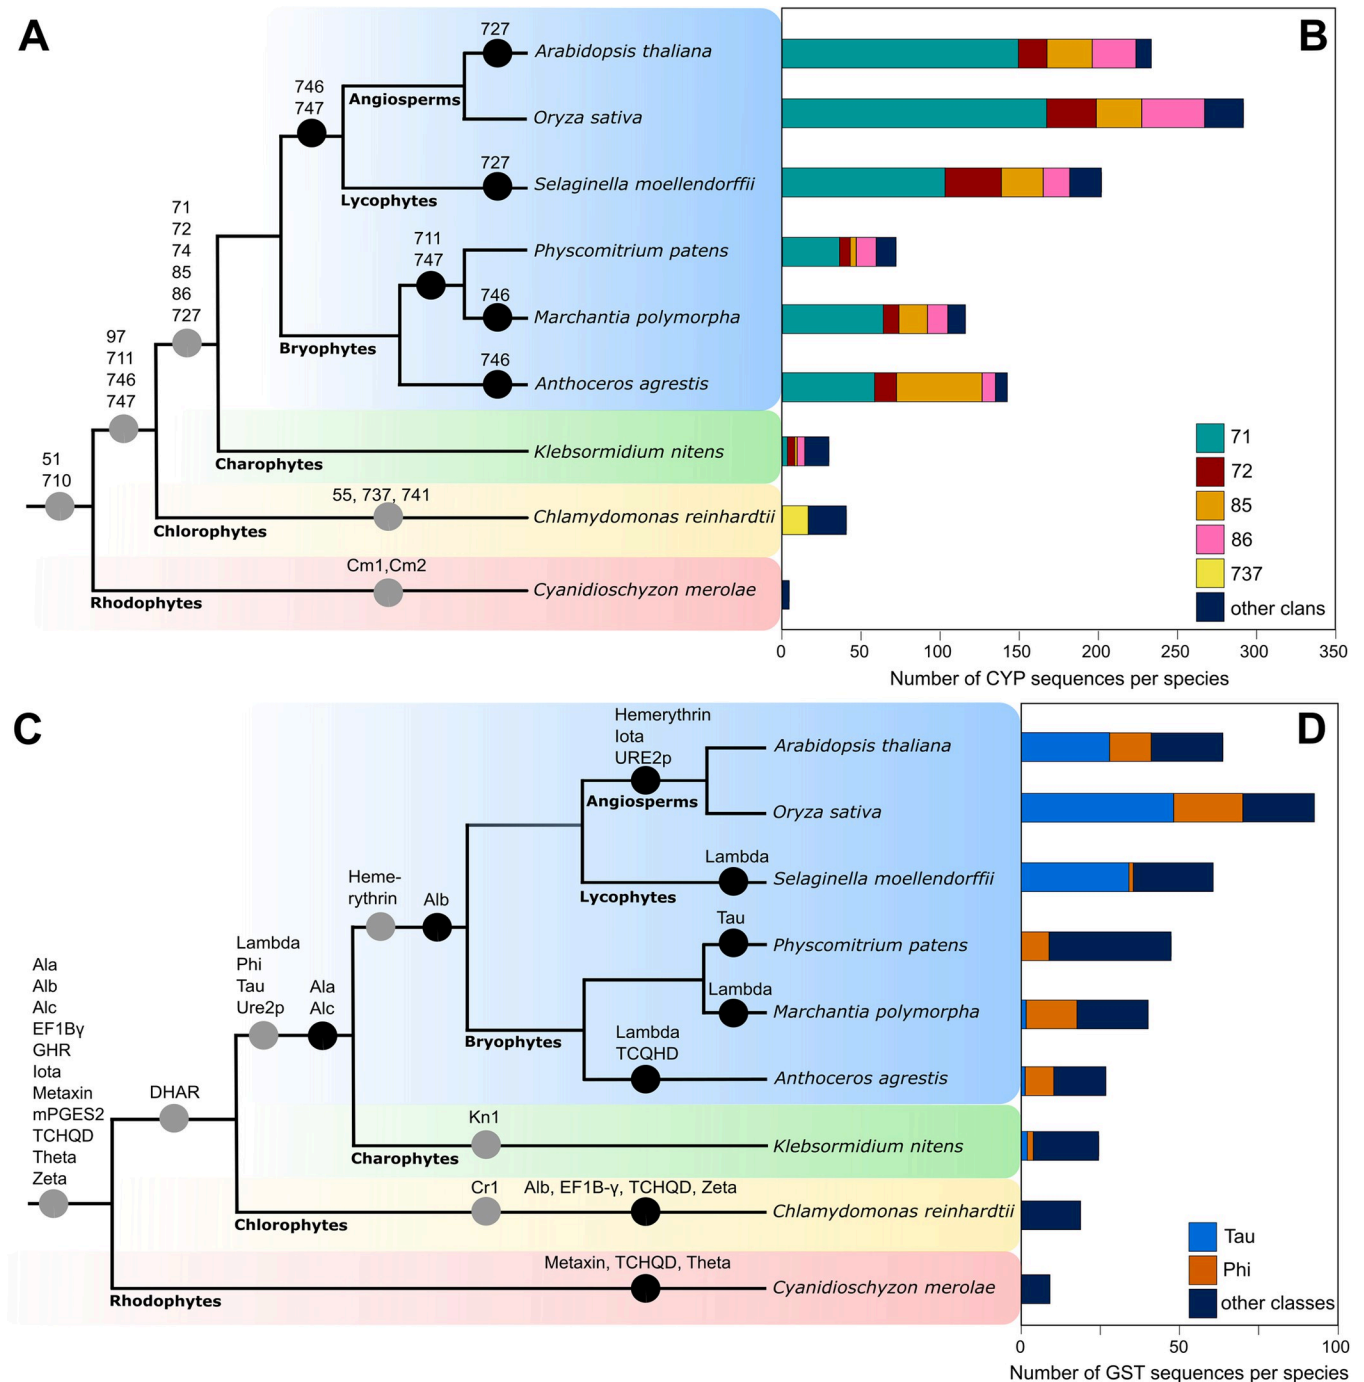 A
B
727
Arabidopsis thaliana
746
747
Angiosperms
Oryza sativa
727
Selaginella moellendorffii
Lycophytes
71
72
74
85
86
727
711
747
Physcomitrium patens
746
Marchantia polymorpha
Bryophytes
746
Anthoceros agrestis
97
711
746
747
Klebsormidium nitens
Charophytes
51
710
55, 737, 741
Chlamydomonas reinhardtii
Chlorophytes
Cm1,Cm2
Cyanidioschyzon merolae
Rhodophytes
71
72
85
86
737
other clans
0 50 100 150 200 250 300 350
Number of CYP sequences per species
C
D
Hemerythrin
Iota
URE2p
Arabidopsis thaliana
Angiosperms
Oryza sativa
Lambda
Selaginella moellendorffii
Lycophytes
Heme-
rythrin
Alb
Tau
Physcomitrium patens
Lambda
Marchantia polymorpha
Bryophytes
Lambda
TCQHD
Anthoceros agrestis
Lambda
Phi
Tau
Ure2p
Ala
Alc
Ala
Alb
Alc
EF1Bγ
GHR
Iota
Metaxin
mPGES2
TCHQD
Theta
Zeta
DHAR
Kn1
Klebsormidium nitens
Charophytes
Cr1
Alb, EF1B-γ, TCHQD, Zeta
Chlamydomonas reinhardtii
Chlorophytes
Metaxin, TCHQD, Theta
Cyanidioschyzon merolae
Rhodophytes
Tau
Phi
other classes
0 50 100
Number of GST sequences per species